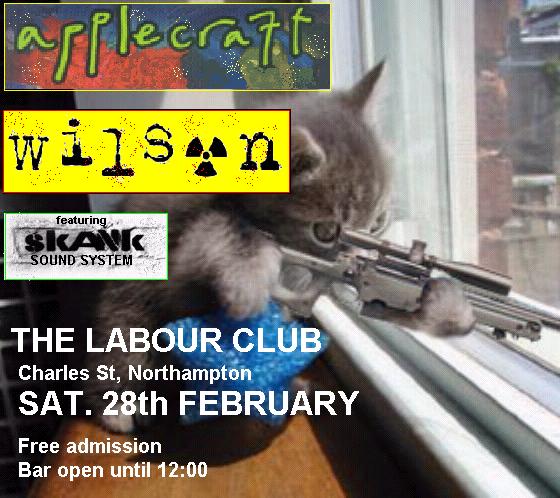 applecra7t
wilson
featuring
SKANK
SOUND SYSTEM
THE LABOUR CLUB
Charles St, Northampton
SAT. 28th FEBRUARY
Free admission
Bar open until 12:00